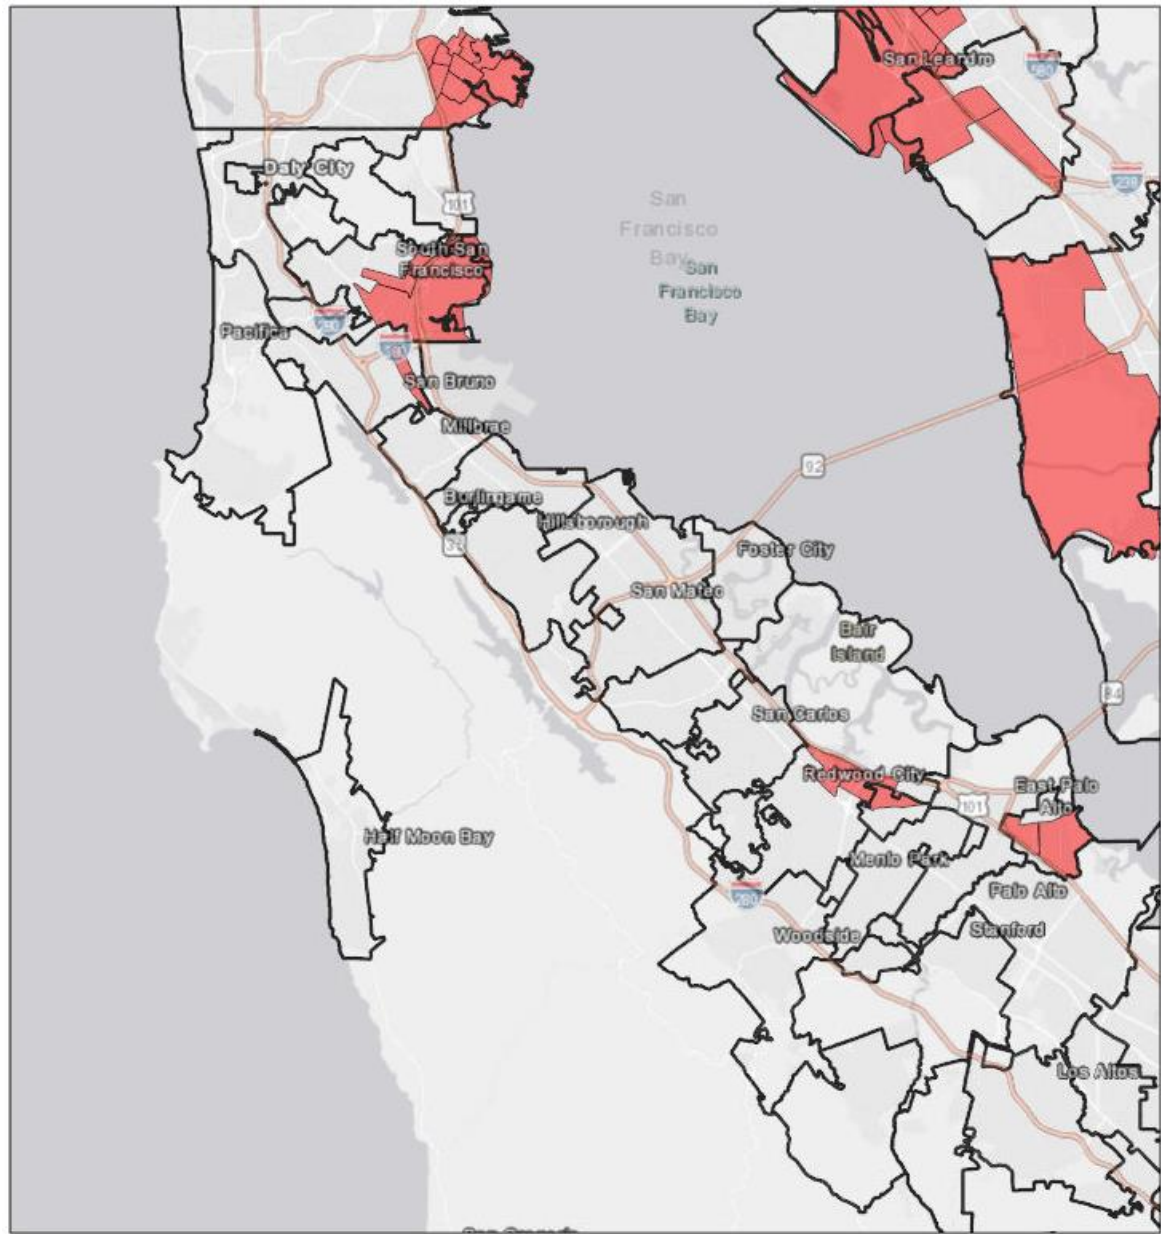 San Leandro
Daly City
101
238
San
Francisco
Bay
South San
Francisco
San
Francisco
Bay
Pacifica
280
San Bruno
Millbrae
92
Burlingame
Hillsborough
35
Foster City
San Mateo
Bair
Island
84
San Carlos
Redwood City
East Palo
Alto
101
Half Moon Bay
Menlo Park
280
Palo Alto
Woodside
Stanford
Los Altos